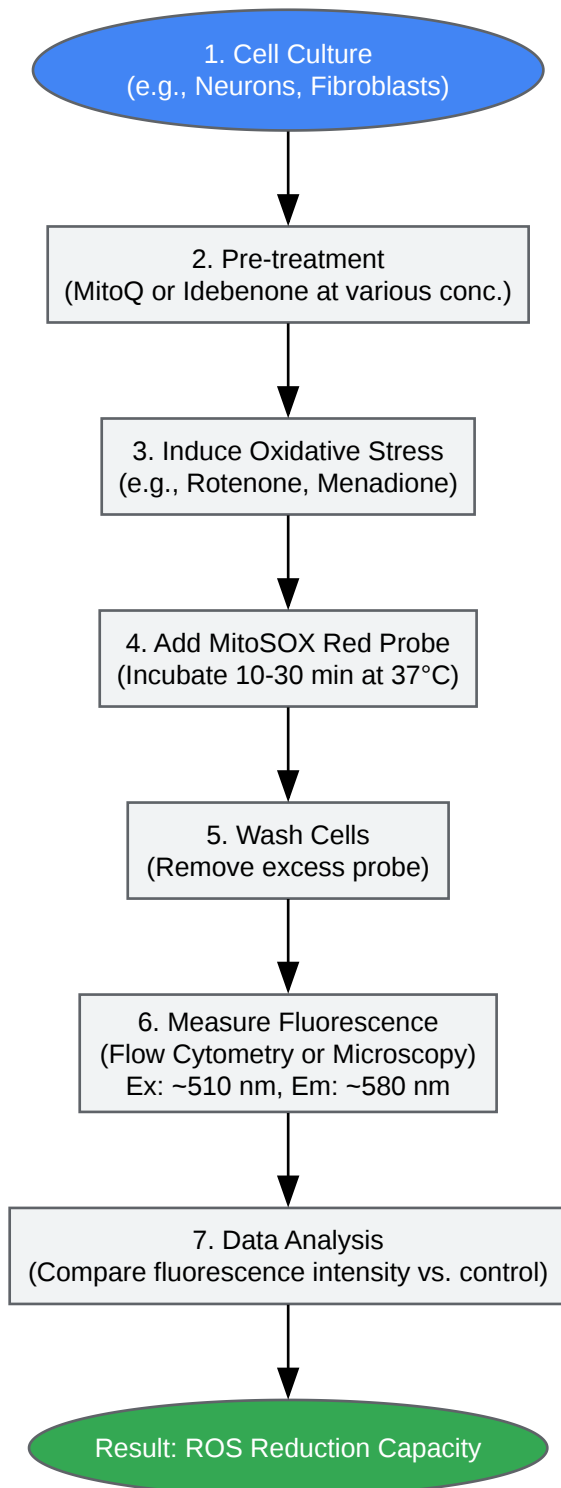 1. Cell Culture
(e.g., Neurons, Fibroblasts)
2. Pre-treatment
(MitoQ or Idebenone at various conc.)
3. Induce Oxidative Stress
(e.g., Rotenone, Menadione)
4. Add MitoSOX Red Probe
(Incubate 10-30 min at 37°C)
5. Wash Cells
(Remove excess probe)
6. Measure Fluorescence
(Flow Cytometry or Microscopy)
Ex: ~510 nm, Em: ~580 nm
7. Data Analysis
(Compare fluorescence intensity vs. control)
Result: ROS Reduction Capacity